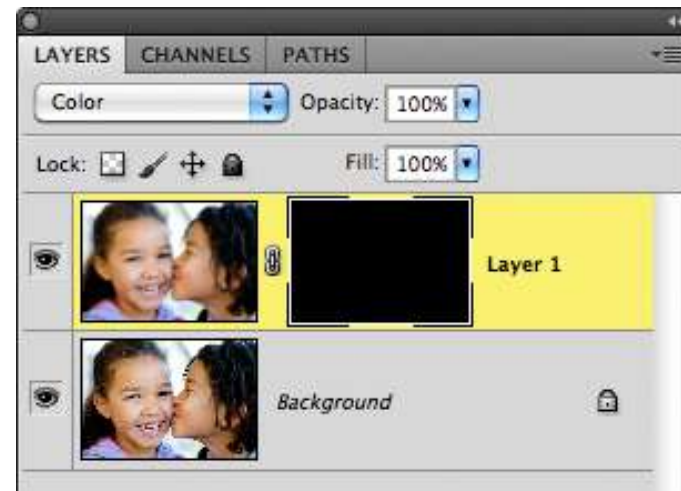 LAYERS CHANNELS PATHS
Color Opacity: 100%
Lock: Fill: 100%
Layer 1
Background